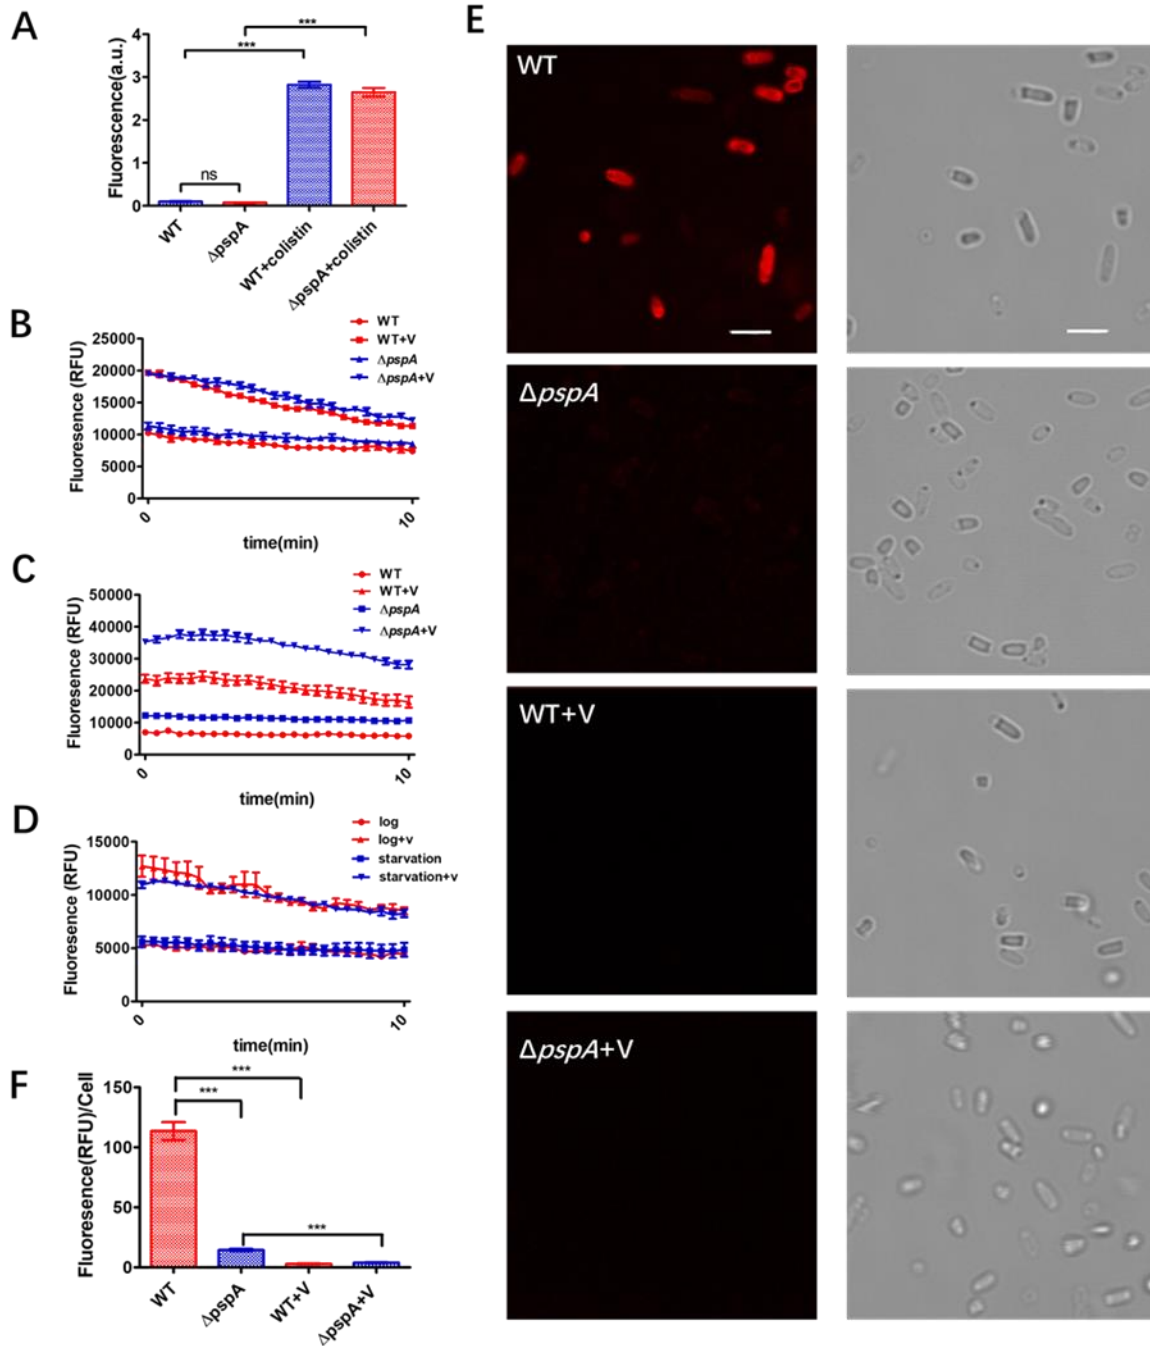 A
Fluorescence(a.u.)
4
3
2
1
0
***
***
ns
WT
ΔpspA
WT+colistin
ΔpspA+colistin
B
Fluoresence (RFU)
25000
20000
15000
10000
5000
0
0
10
time(min)
WT
WT+V
ΔpspA
ΔpspA+V
C
Fluoresence (RFU)
50000
40000
30000
20000
10000
0
0
10
time(min)
WT
WT+V
ΔpspA
ΔpspA+V
D
Fluoresence (RFU)
15000
10000
5000
0
0
10
time(min)
log
log+v
starvation
starvation+v
E
WT
ΔpspA
WT+V
ΔpspA+V
F
Fluoresence(RFU)/Cell
150
100
50
0
***
***
***
WT
ΔpspA
WT+V
ΔpspA+V